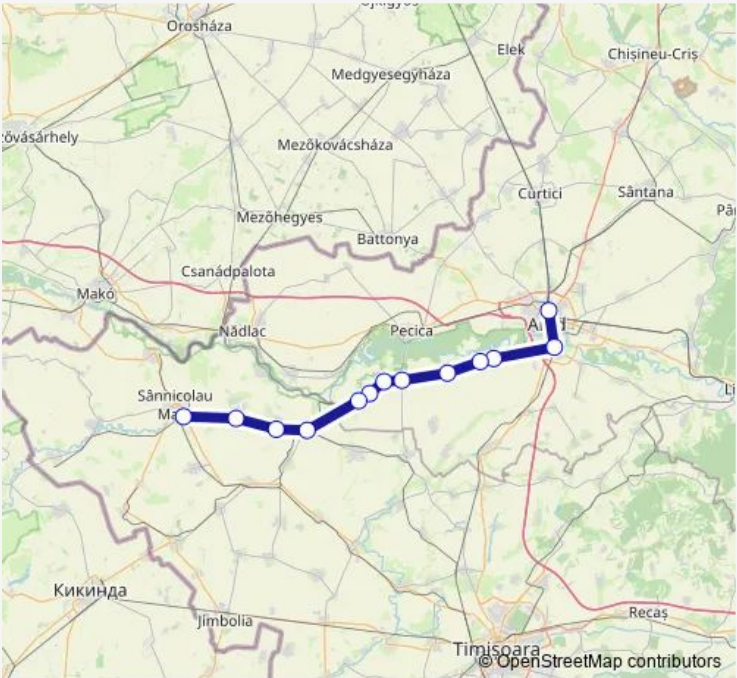 Orosháza
Elek
Chișineu-Criș
Medgyesegyháza
zővásárhely
Mezőkovácsháza
Curtici
Sântana
Mezőhegyes
Battonya
Csanádpalota
Makó
Nădlac
Pecica
Sânnicolau
Кикинда
Jimbolia
Recaș
Timișoara
© OpenStreetMap contributors